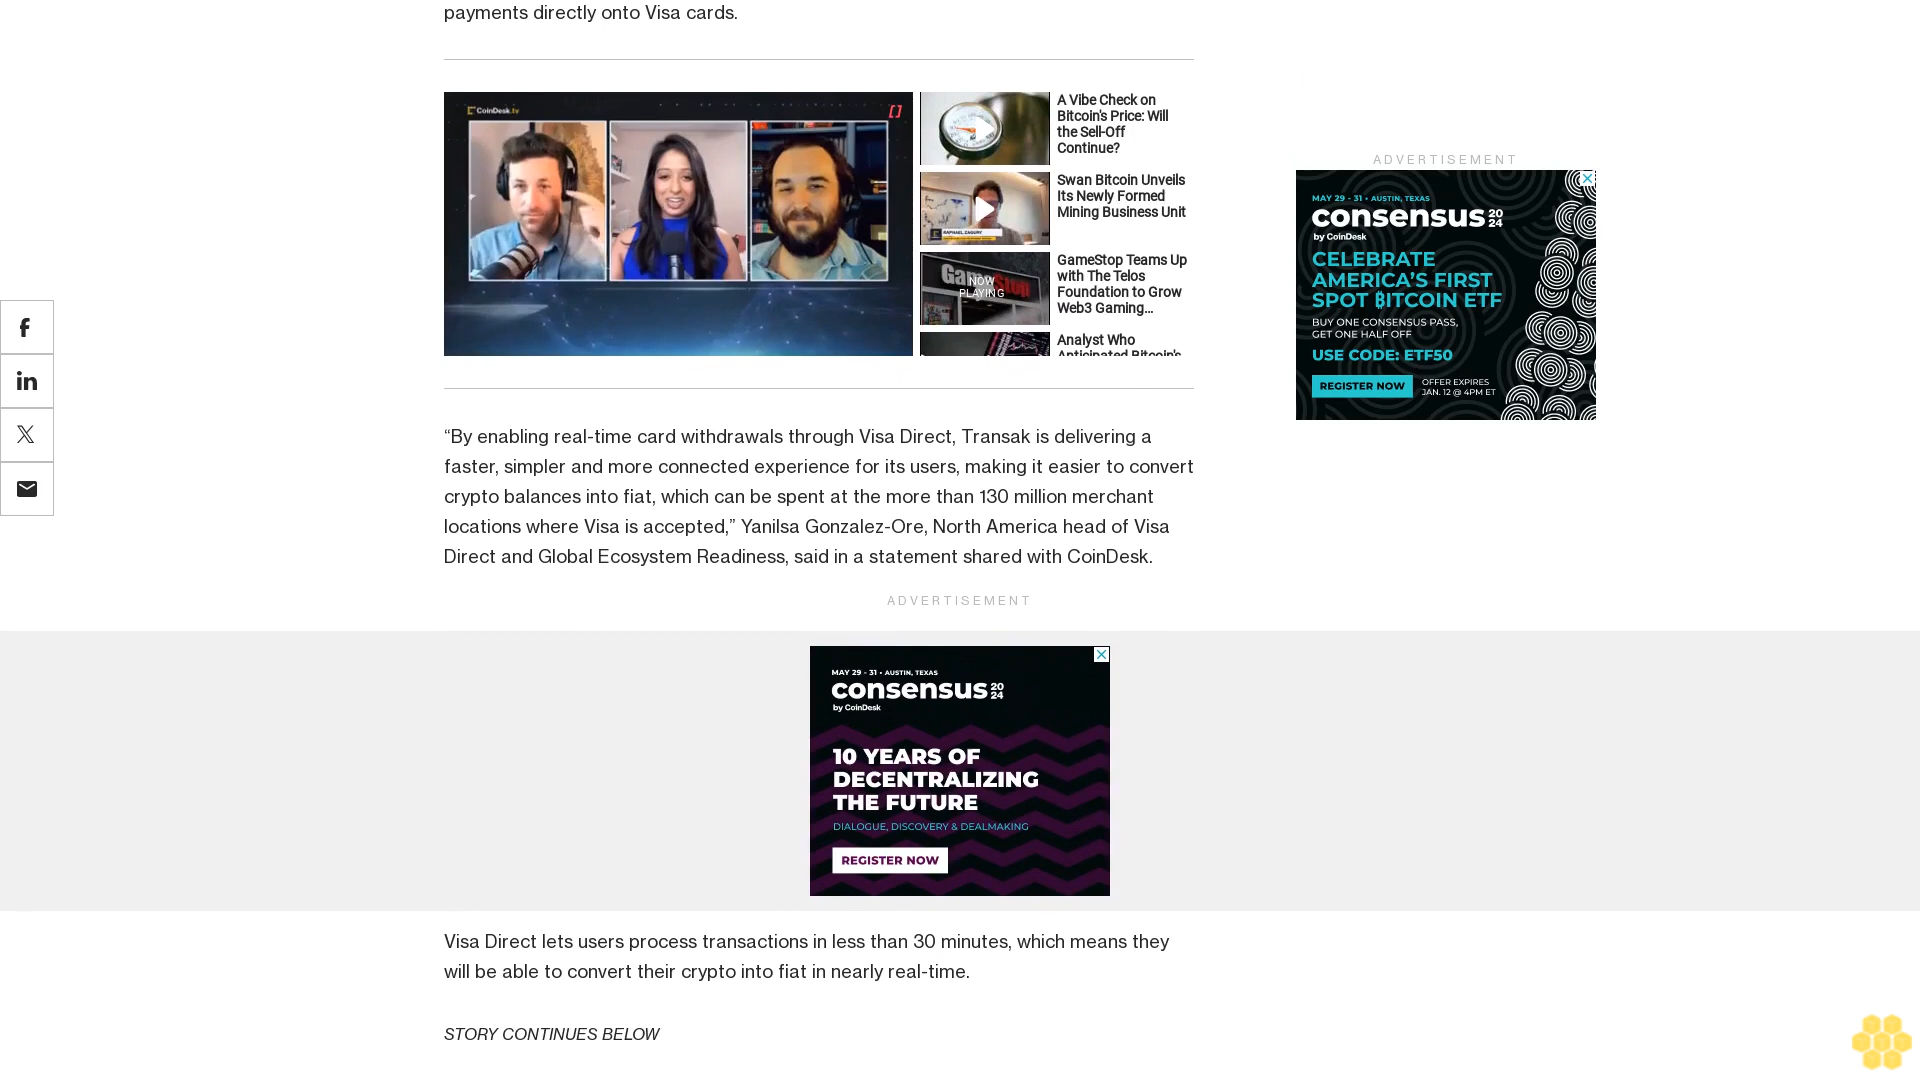 payments directly onto Visa cards.
CoinDesk.tv
A Vibe Check on
Bitcoin's Price: Will
the Sell-Off
Continue?
Swan Bitcoin Unveils
Its Newly Formed
Mining Business Unit
RAPHAEL ZAGURY
GameStop
NOW
PLAYING
GameStop Teams Up
with The Telos
Foundation to Grow
Web3 Gaming...
Analyst Who
Anticipated Bitcoin's
ADVERTISEMENT
MAY 29 - 31 • AUSTIN, TEXAS
consensus 20
24
by CoinDesk
CELEBRATE
AMERICA'S FIRST
SPOT ₿ITCOIN ETF
BUY ONE CONSENSUS PASS,
GET ONE HALF OFF
USE CODE: ETF50
REGISTER NOW
OFFER EXPIRES
JAN. 12 @ 4PM ET
“By enabling real-time card withdrawals through Visa Direct, Transak is delivering a
faster, simpler and more connected experience for its users, making it easier to convert
crypto balances into fiat, which can be spent at the more than 130 million merchant
locations where Visa is accepted,” Yanilsa Gonzalez-Ore, North America head of Visa
Direct and Global Ecosystem Readiness, said in a statement shared with CoinDesk.
ADVERTISEMENT
MAY 29 - 31 • AUSTIN, TEXAS
consensus 20
24
by CoinDesk
10 YEARS OF
DECENTRALIZING
THE FUTURE
DIALOGUE, DISCOVERY & DEALMAKING
REGISTER NOW
Visa Direct lets users process transactions in less than 30 minutes, which means they
will be able to convert their crypto into fiat in nearly real-time.
STORY CONTINUES BELOW